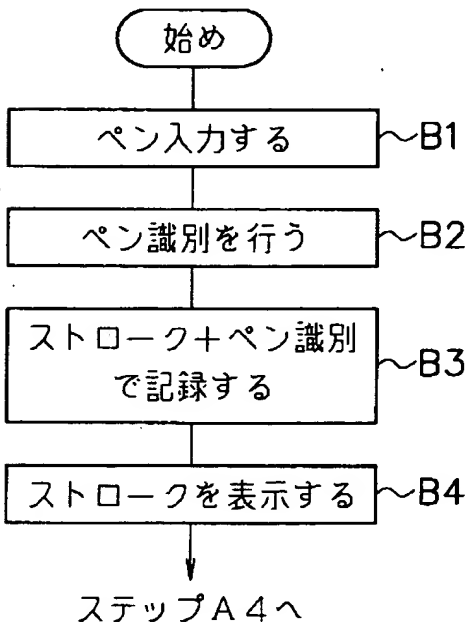 始め
ペン入力する
~B1
ペン識別を行う
~B2
ストローク+ペン識別
で記録する
~B3
ストロークを表示する
~B4
ステップA4へ